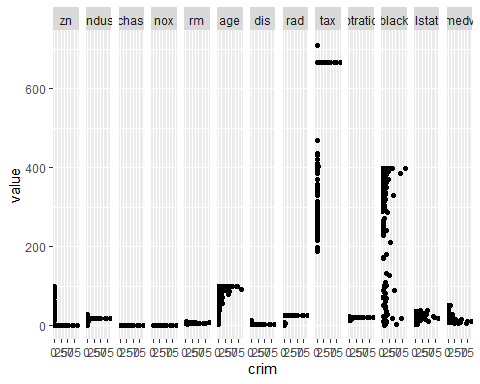 zn ndus chas nox rm age dis rad tax ptratio black lstat medv
600
400
200
0
value
crim